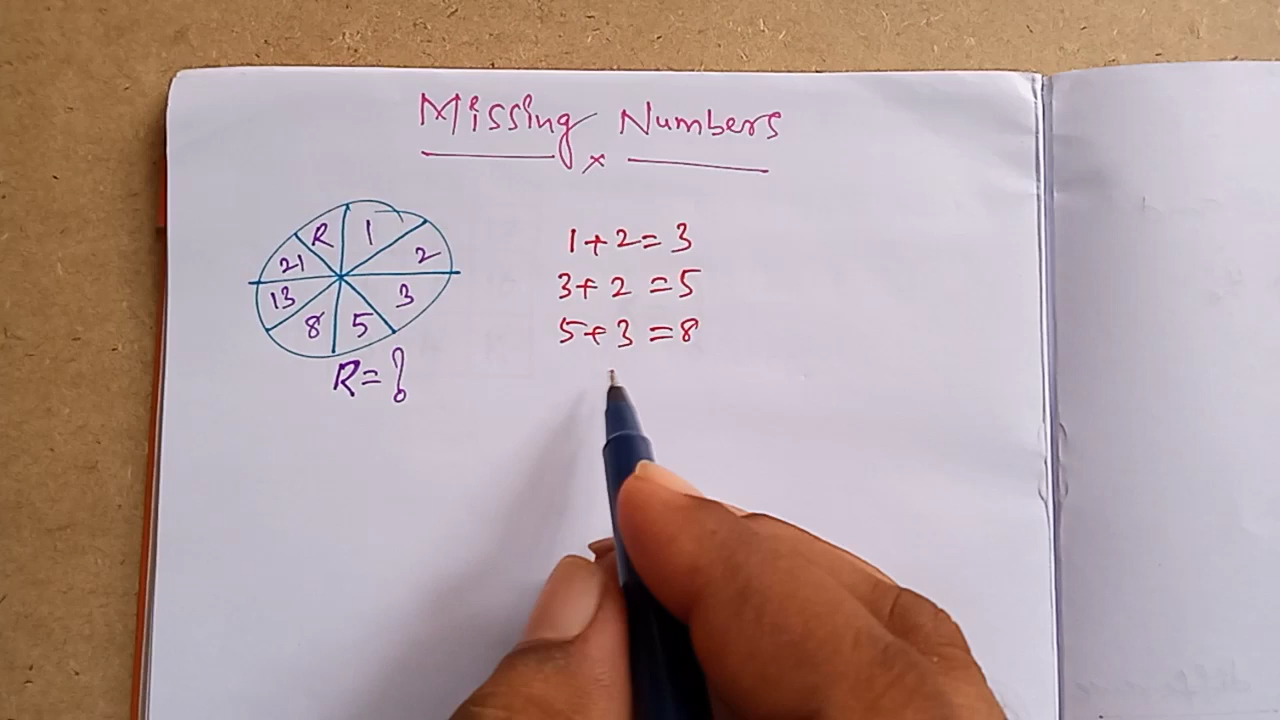 Missing Numbers
x
R 1
21 2
13 3
8 5
R=?
1+2=3
3+2=5
5+3=8